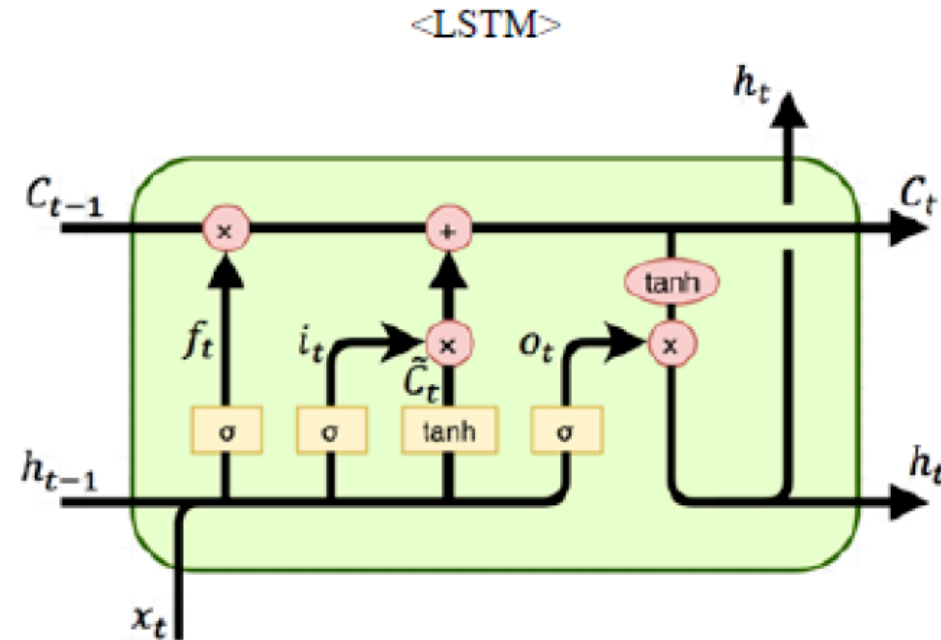 <LSTM>
h_t
C_{t-1}
C_t
×
+
tanh
f_t
i_t
×
o_t
×
C̃_t
σ
σ
tanh
σ
h_{t-1}
h_t
x_t